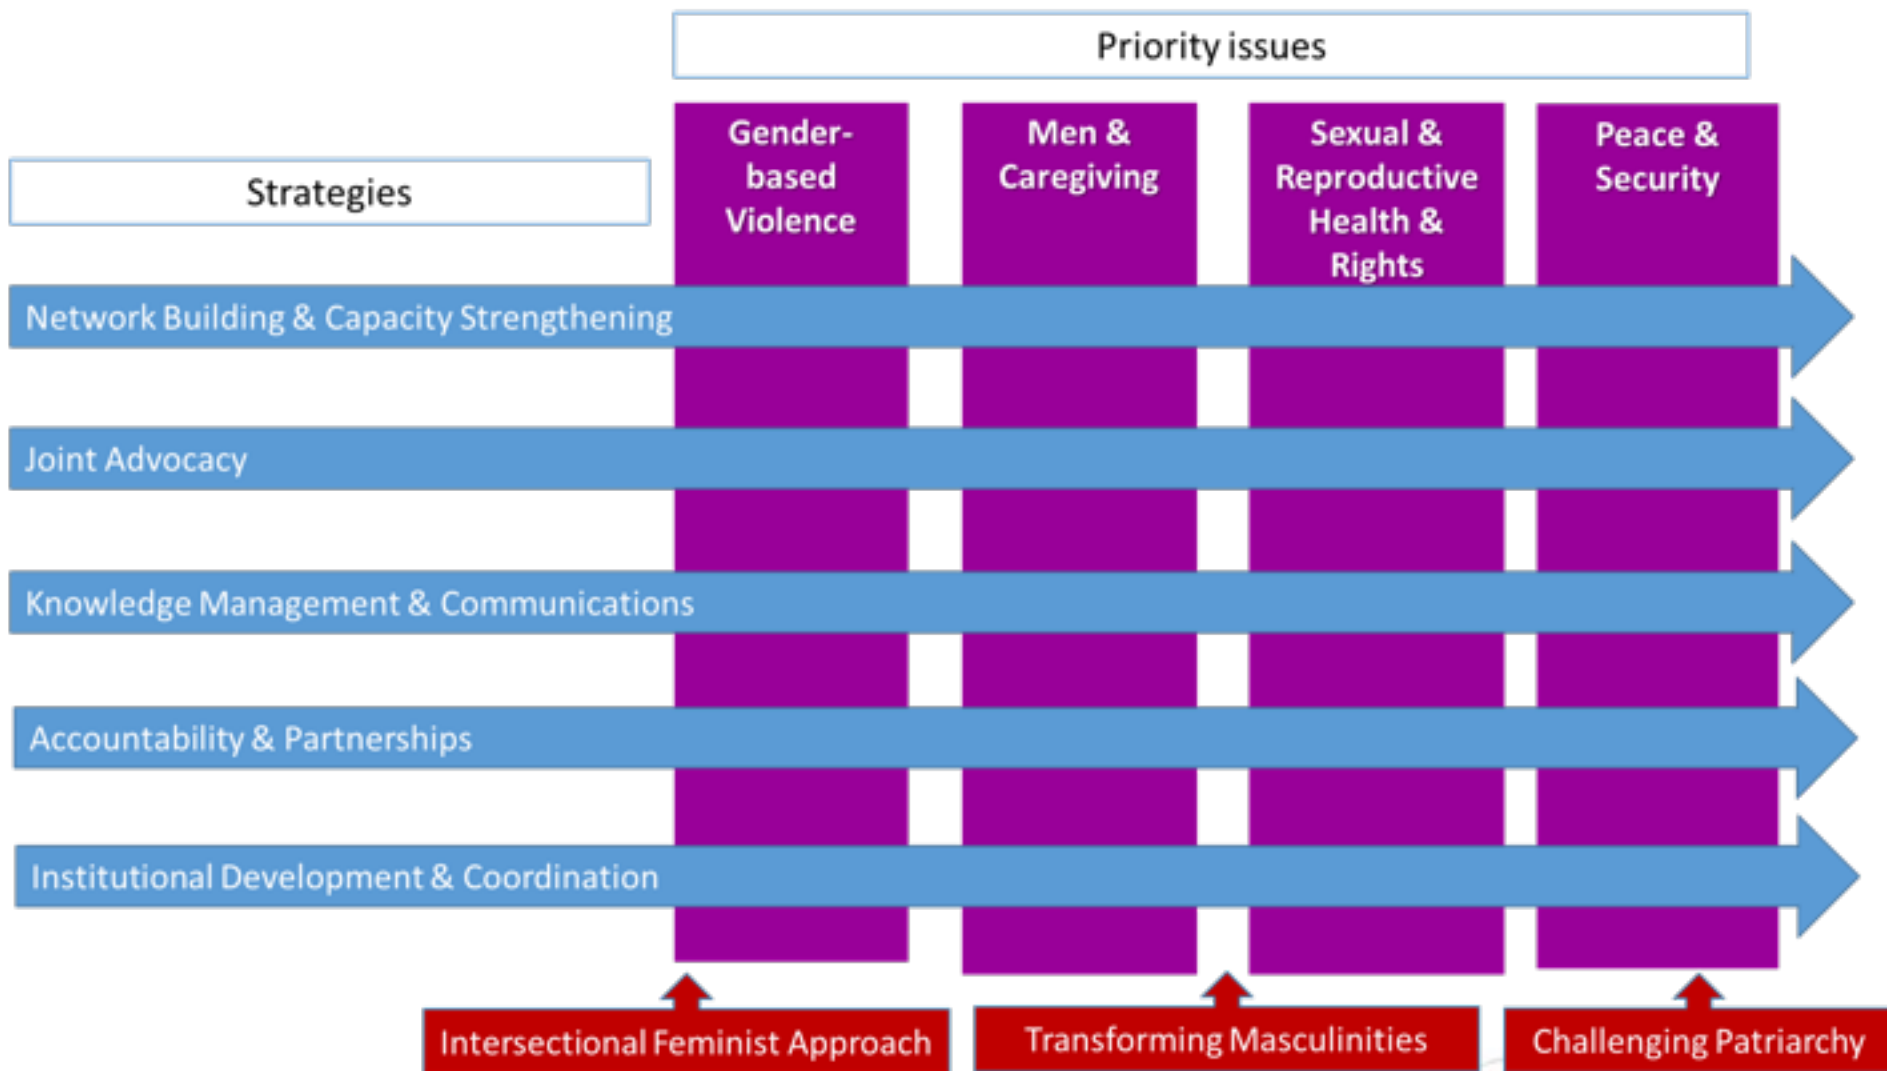 Priority issues
Gender-
based
Violence
Men &
Caregiving
Sexual &
Reproductive
Health &
Rights
Peace &
Security
Strategies
Network Building & Capacity Strengthening
Joint Advocacy
Knowledge Management & Communications
Accountability & Partnerships
Institutional Development & Coordination
Intersectional Feminist Approach
Transforming Masculinities
Challenging Patriarchy